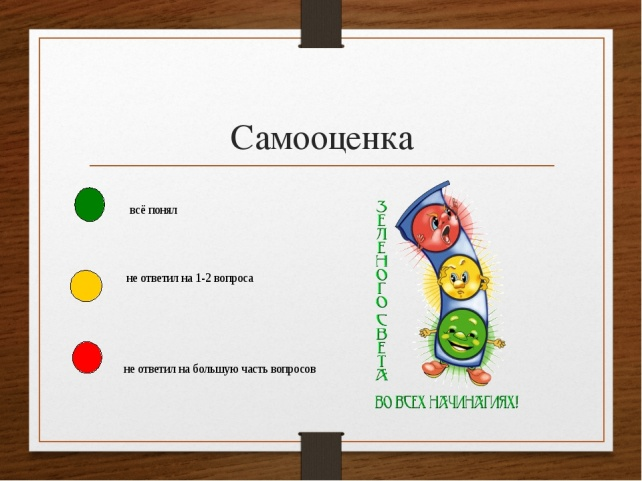 Самооценка
всё понял
не ответил на 1-2 вопроса
не ответил на большую часть вопросов
ЗЕЛЕНОГО СВЕТА
ВО ВСЕХ НАЧИНАНИЯХ!